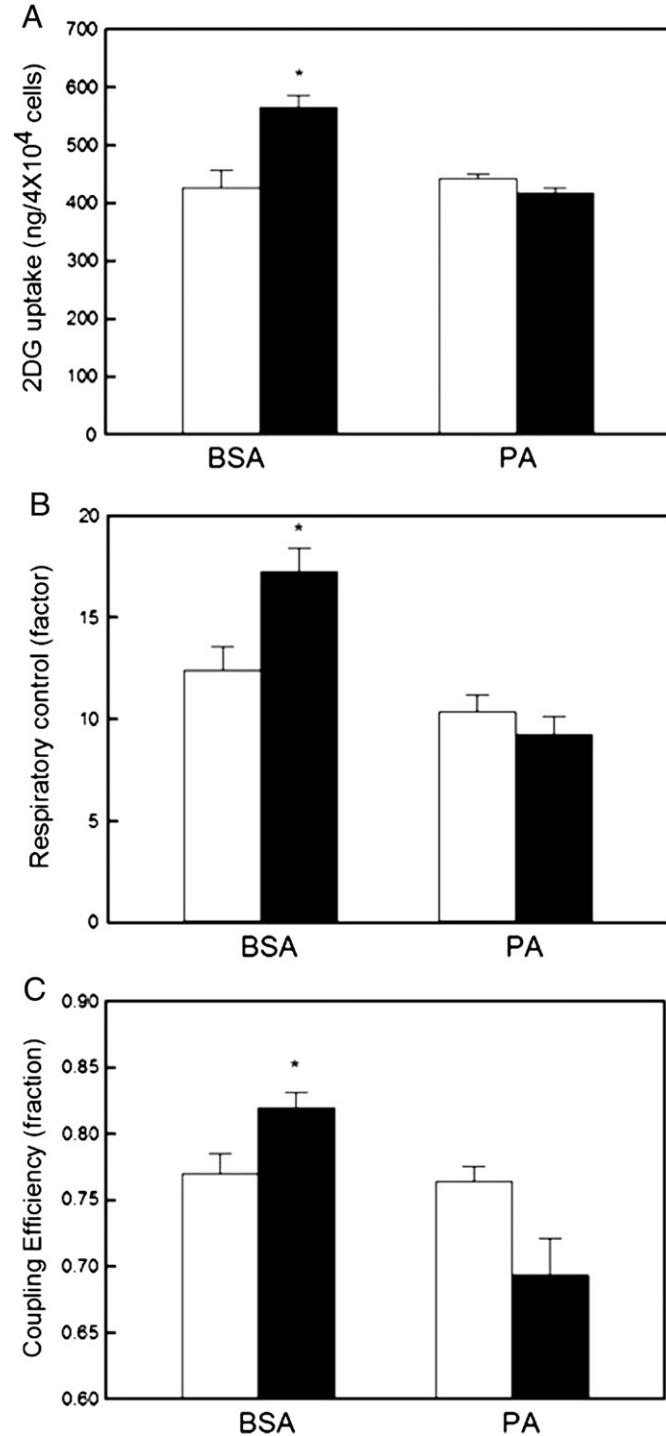 A
2DG uptake (ng/4X10⁴ cells)
700
600
500
400
300
200
100
0
*
BSA PA
B
Respiratory control (factor)
20
15
10
5
0
*
BSA PA
C
Coupling Efficiency (fraction)
0.90
0.85
0.80
0.75
0.70
0.65
0.60
*
BSA PA